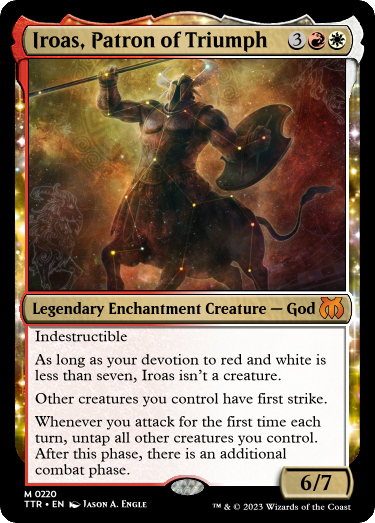 Iroas, Patron of Triumph 3
Legendary Enchantment Creature — God
Indestructible
As long as your devotion to red and white is
less than seven, Iroas isn't a creature.
Other creatures you control have first strike.
Whenever you attack for the first time each
turn, untap all other creatures you control.
After this phase, there is an additional
combat phase.
6/7
M 0220
TTR • EN Jason A. Engle
™ & © 2023 Wizards of the Coast